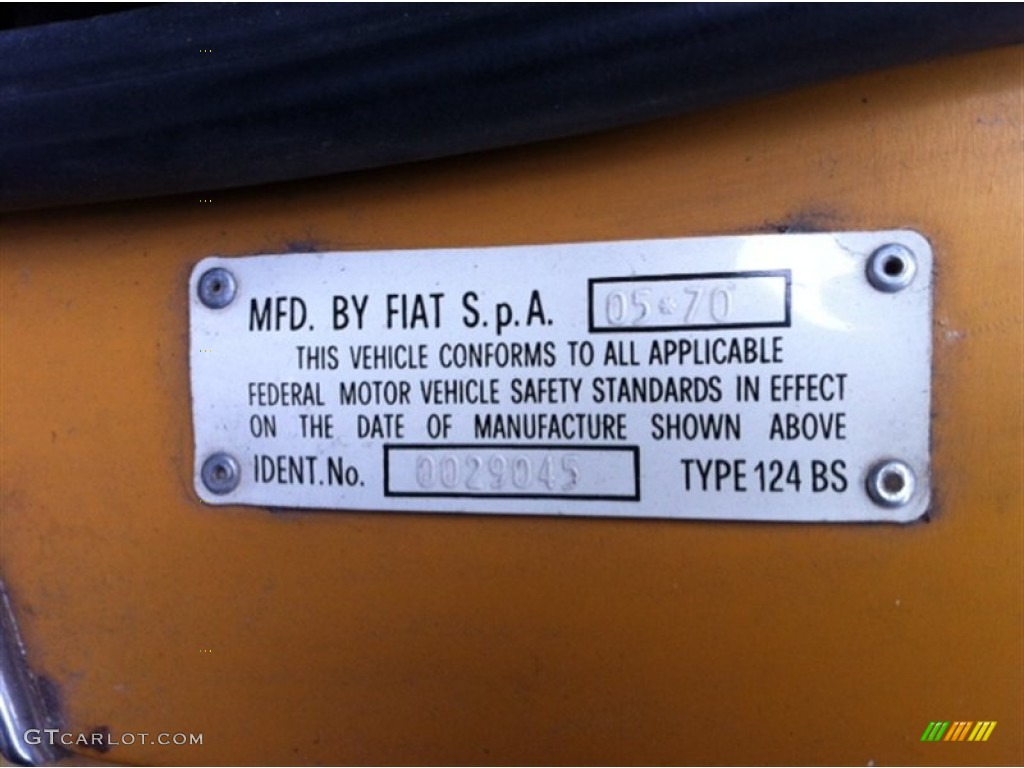 MFD. BY FIAT S.p.A. 05*70
THIS VEHICLE CONFORMS TO ALL APPLICABLE
FEDERAL MOTOR VEHICLE SAFETY STANDARDS IN EFFECT
ON THE DATE OF MANUFACTURE SHOWN ABOVE
IDENT.No. 0029045 TYPE 124 BS
GTCARLOT.COM